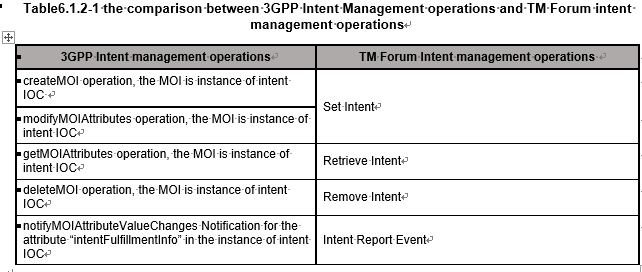 Table6.1.2-1 the comparison between 3GPP Intent Management operations and TM Forum intent
management operations
3GPP Intent management operations
TM Forum Intent management operations
createMOI operation, the MOI is instance of intent
IOC
Set Intent
modifyMOIAttributes operation, the MOI is instance of
intent IOC
getMOIAttributes operation, the MOI is instance of
intent IOC
Retrieve Intent
deleteMOI operation, the MOI is instance of intent
IOC
Remove Intent
notifyMOIAttributeValueChanges Notification for the
attribute “intentFulfillmentInfo” in the instance of intent
IOC
Intent Report Event